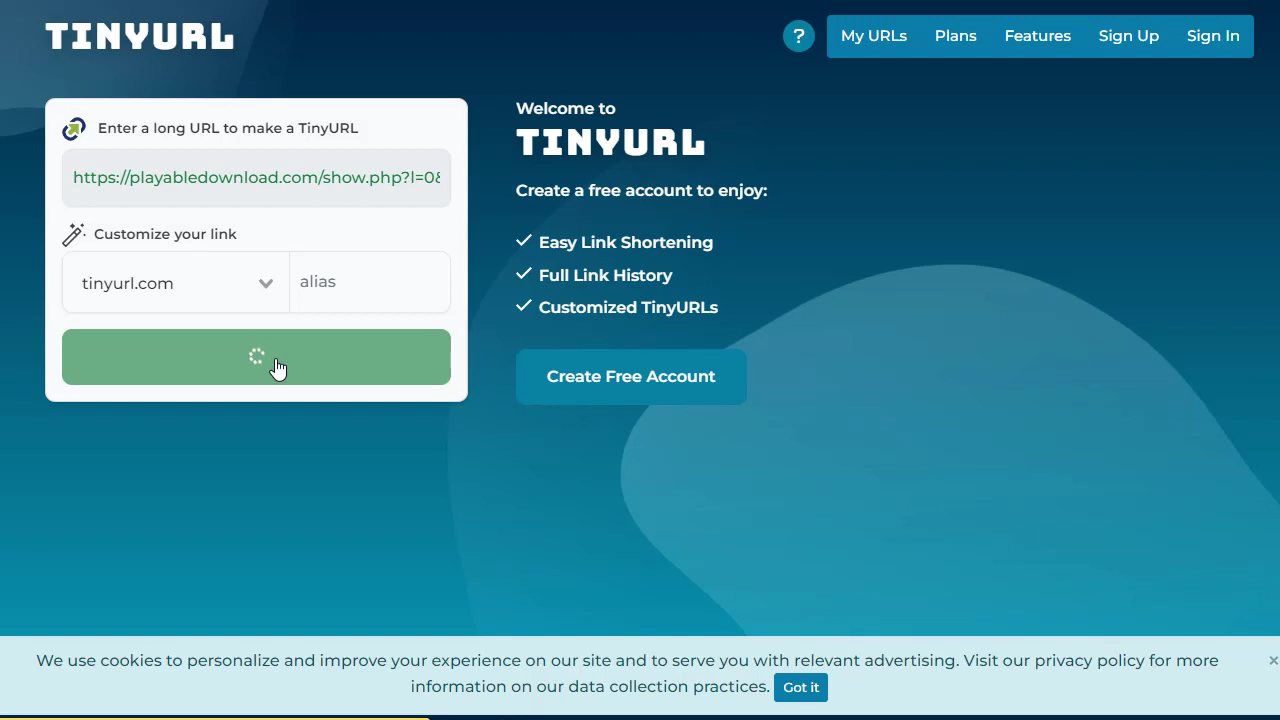 TINYURL
? My URLs Plans Features Sign Up Sign In
Enter a long URL to make a TinyURL
https://playabledownload.com/show.php?l=0&
Customize your link
tinyurl.com
alias
Welcome to
TINYURL
Create a free account to enjoy:
Easy Link Shortening
Full Link History
Customized TinyURLs
Create Free Account
We use cookies to personalize and improve your experience on our site and to serve you with relevant advertising. Visit our privacy policy for more
information on our data collection practices. Got it